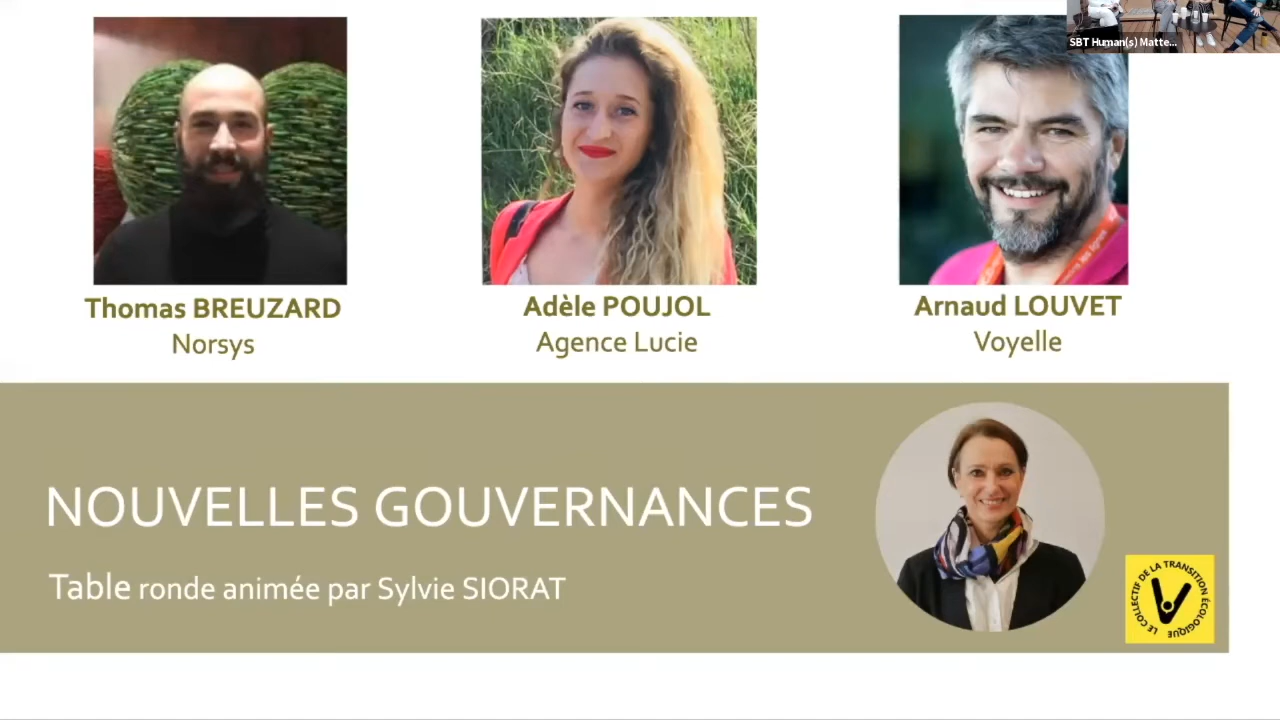 SBT Human(s) Matte...
Thomas BREUZARD
Norsys
Adèle POUJOL
Agence Lucie
Arnaud LOUVET
Voyelle
NOUVELLES GOUVERNANCES
Table ronde animée par Sylvie SIORAT
LE COLLECTIF DE LA TRANSITION ÉCOLOGIQUE